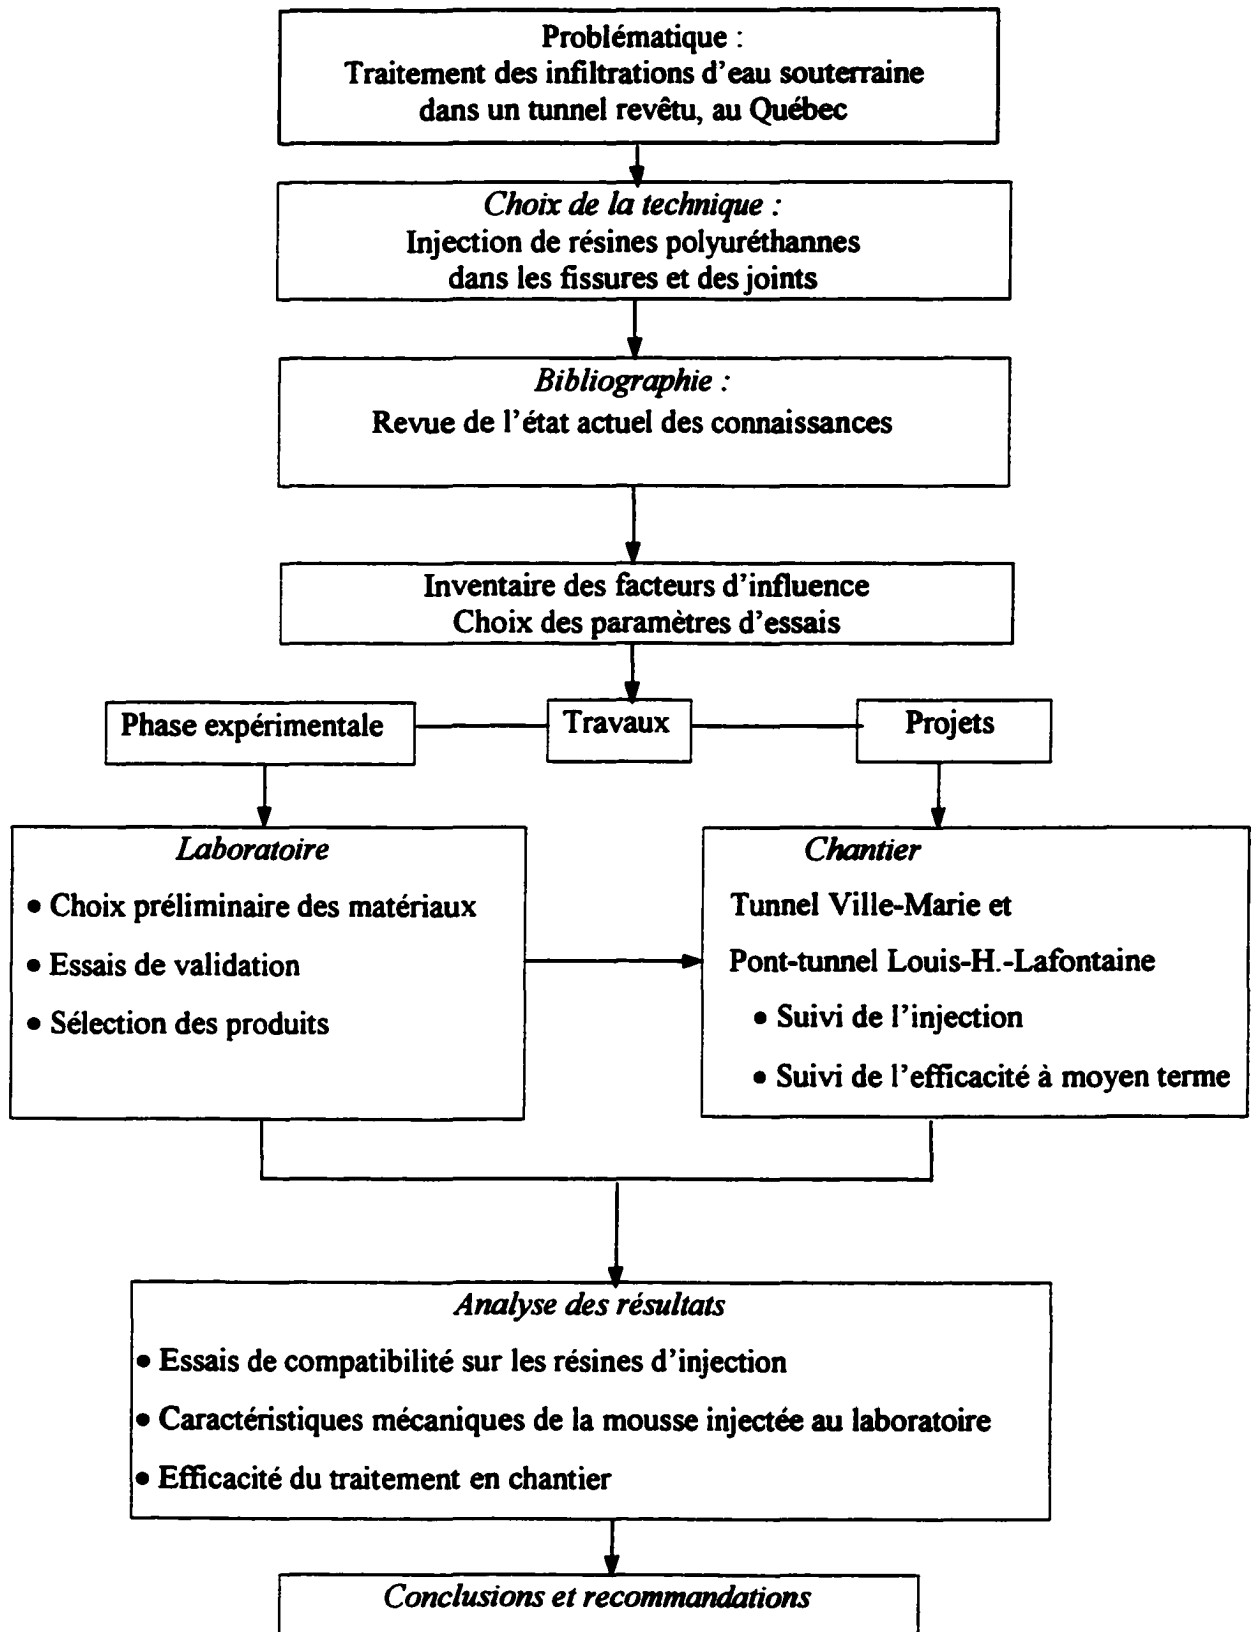 Problématique :
Traitement des infiltrations d'eau souterraine
dans un tunnel revêtu, au Québec
Choix de la technique :
Injection de résines polyuréthannes
dans les fissures et des joints
Bibliographie :
Revue de l'état actuel des connaissances
Inventaire des facteurs d'influence
Choix des paramètres d'essais
Phase expérimentale
Travaux
Projets
Laboratoire
• Choix préliminaire des matériaux
• Essais de validation
• Sélection des produits
Chantier
Tunnel Ville-Marie et
Pont-tunnel Louis-H.-Lafontaine
• Suivi de l'injection
• Suivi de l'efficacité à moyen terme
Analyse des résultats
• Essais de compatibilité sur les résines d'injection
• Caractéristiques mécaniques de la mousse injectée au laboratoire
• Efficacité du traitement en chantier
Conclusions et recommandations